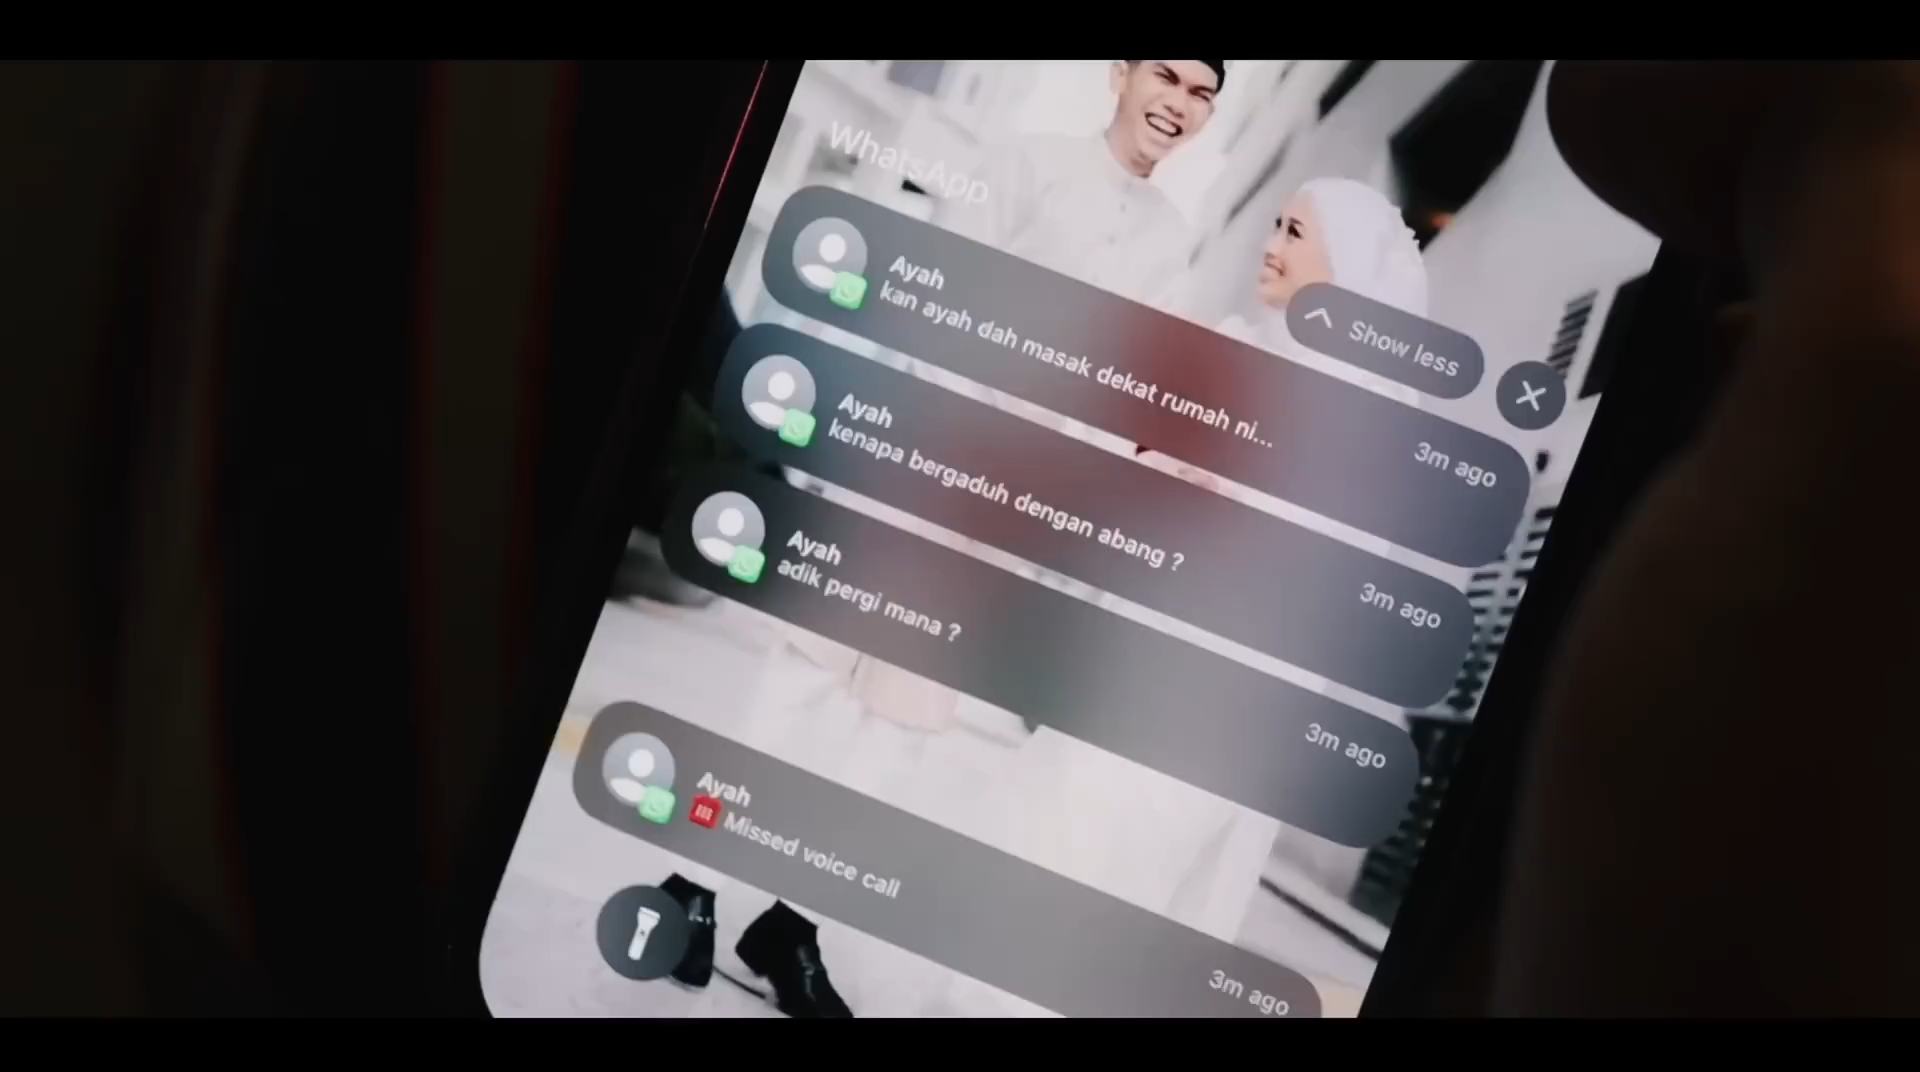 WhatsApp
Show less
Ayah
kan ayah dah masak dekat rumah ni...
3m ago
Ayah
kenapa bergaduh dengan abang ?
3m ago
Ayah
adik pergi mana ?
3m ago
Ayah
Missed voice call
3m ago